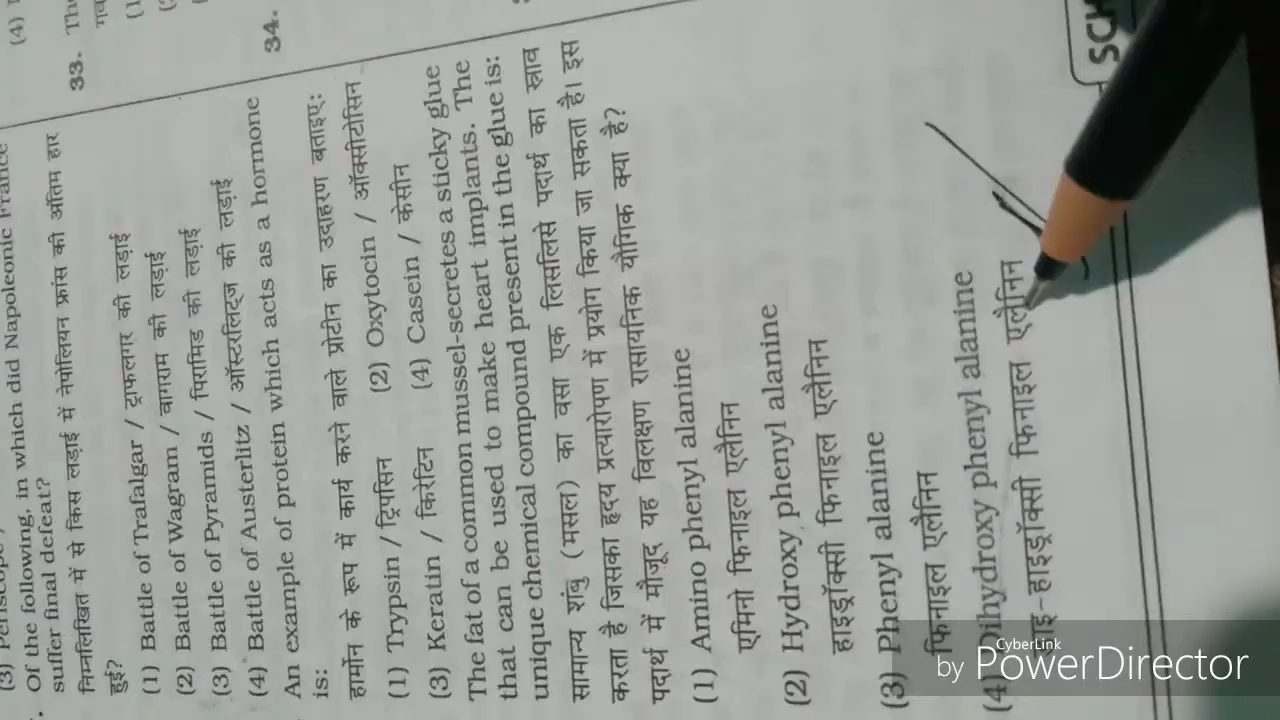 (3) Periscope
Of the following, in which did Napoleonic France
suffer final defeat?
निम्नलिखित में से किस लड़ाई में नेपोलियन फ्रांस की अंतिम हार
हुई?
(1) Battle of Trafalgar / ट्राफलगर की लड़ाई
(2) Battle of Wagram / वागराम की लड़ाई
(3) Battle of Pyramids / पिरामिड की लड़ाई
(4) Battle of Austerlitz / ऑस्टरलिट्ज की लड़ाई
An example of protein which acts as a hormone
is:
हार्मोन के रूप में कार्य करने वाले प्रोटीन का उदाहरण बताइए:
(1) Trypsin / ट्रिपसिन (2) Oxytocin / ऑक्सीटोसिन
(3) Keratin / किरेटिन (4) Casein / केसीन
The fat of a common mussel-secretes a sticky glue
that can be used to make heart implants. The
unique chemical compound present in the glue is:
सामान्य शंबु (मसल) का वसा एक लिसलिसे पदार्थ का स्राव
करता है जिसका हृदय प्रत्यारोपण में प्रयोग किया जा सकता है। इस
पदार्थ में मौजूद यह विलक्षण रासायनिक यौगिक क्या है?
(1) Amino phenyl alanine
एमिनो फिनाइल एलैनिन
(2) Hydroxy phenyl alanine
हाइड्रॉक्सी फिनाइल एलैनिन
(3) Phenyl alanine
फिनाइल एलैनिन
(4) Dihydroxy phenyl alanine
इ-हाइड्रॉक्सी फिनाइल एलैनिन
(4)
33. The
गव
(1)
34.
SCH
CyberLink
by PowerDirector